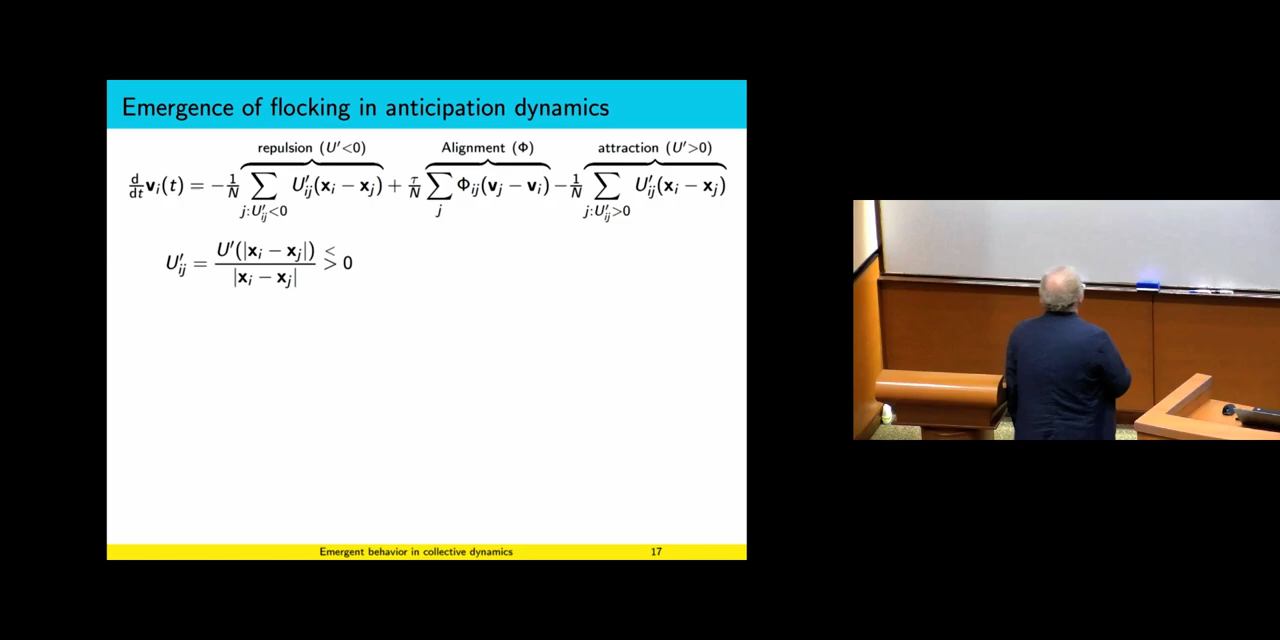 Emergence of flocking in anticipation dynamics
repulsion (U′<0) Alignment (Φ) attraction (U′>0)
d/dt v_i(t) = −1/N ∑_{j:U′_ij<0} U′_ij(x_i − x_j) + τ/N ∑_j Φ_ij(v_j − v_i) −1/N ∑_{j:U′_ij>0} U′_ij(x_i − x_j)
U′_ij = U′(|x_i − x_j|)/|x_i − x_j| ≶ 0
Emergent behavior in collective dynamics 17